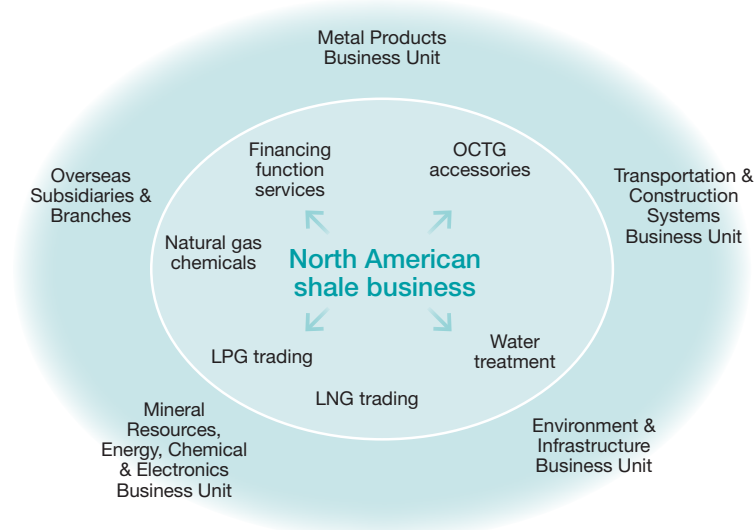 Metal Products
Business Unit
Financing
function
services
OCTG
accessories
Overseas
Subsidiaries &
Branches
Transportation &
Construction
Systems
Business Unit
Natural gas
chemicals
North American
shale business
LPG trading
Water
treatment
LNG trading
Mineral
Resources,
Energy, Chemical
& Electronics
Business Unit
Environment &
Infrastructure
Business Unit